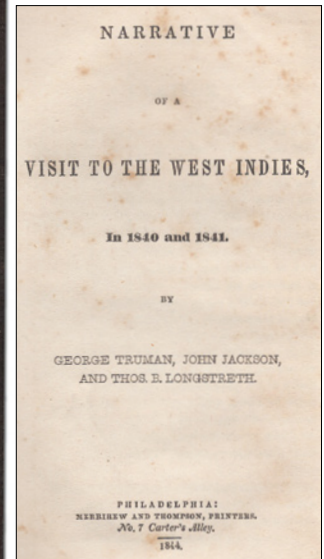 NARRATIVE
OF A
VISIT TO THE WEST INDIES,
In 1840 and 1841.
BY
GEORGE TRUMAN, JOHN JACKSON,
AND THOS. B. LONGSTRETH.
PHILADELPHIA:
MERRIHEW AND THOMPSON, PRINTERS.
No. 7 Carter's Alley.
1844.